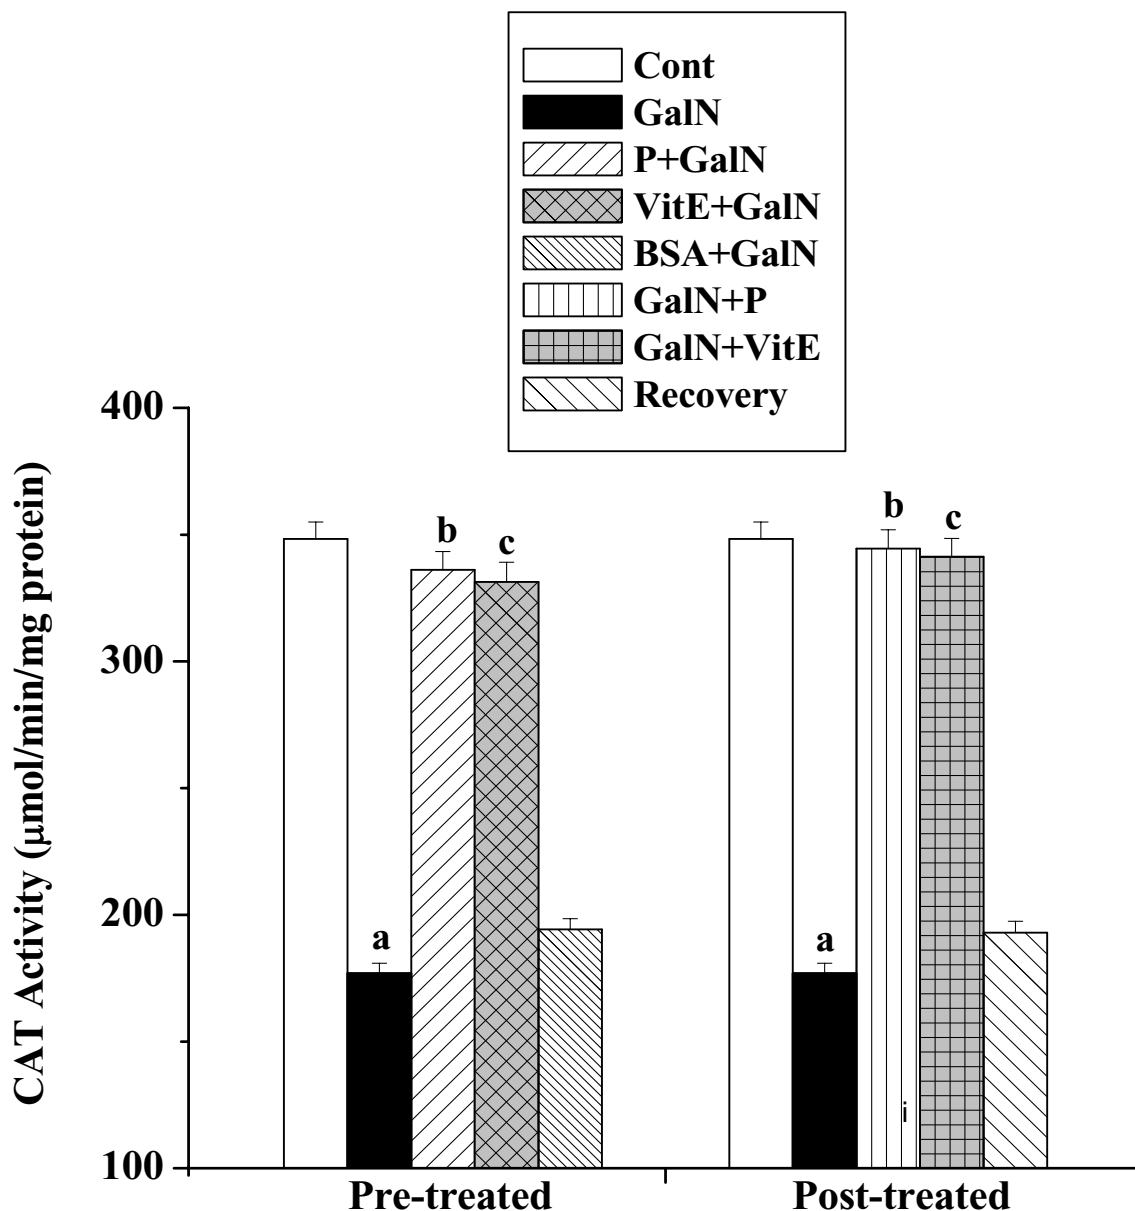 Cont
GalN
P+GalN
VitE+GalN
BSA+GalN
GalN+P
GalN+VitE
Recovery
CAT Activity (μmol/min/mg protein)
400
300
200
100
a
b
c
a
b
c
i
Pre-treated
Post-treated